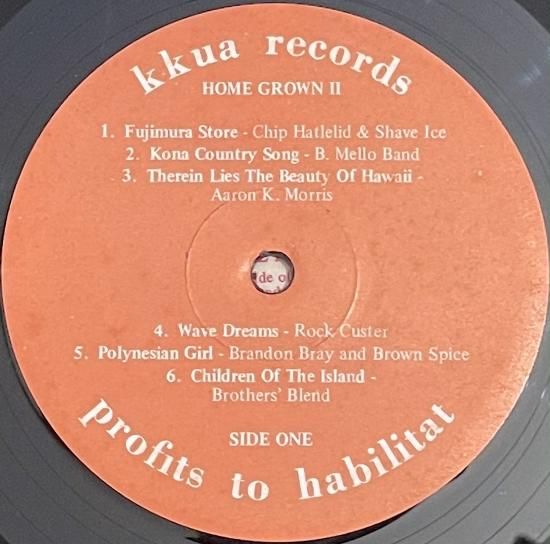 kkua records
HOME GROWN II
1. Fujimura Store - Chip Hatlelid & Shave Ice
2. Kona Country Song - B. Mello Band
3. Therein Lies The Beauty Of Hawaii -
Aaron K. Morris
de o
4. Wave Dreams - Rock Custer
5. Polynesian Girl - Brandon Bray and Brown Spice
6. Children Of The Island -
Brothers' Blend
SIDE ONE
profits to habilitat